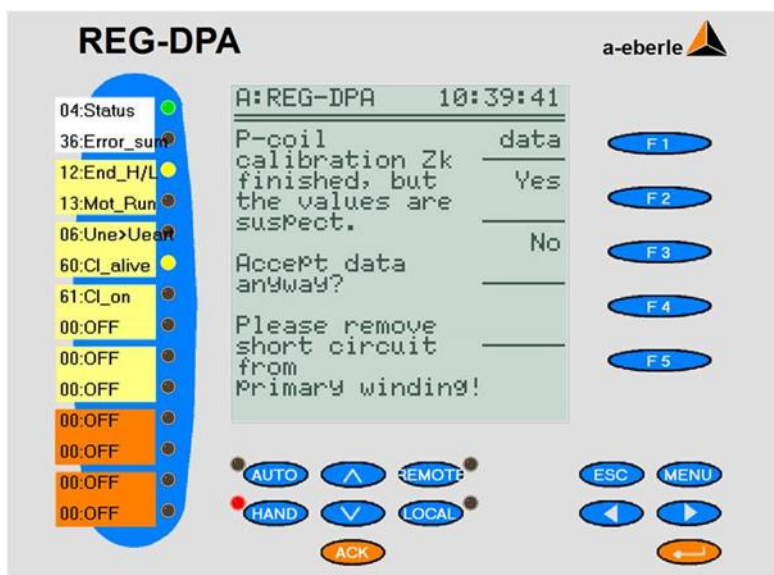 REG-DPA
a-eberle
04:Status
36:Error_sum
12:End_H/L
13:Mot_Run
06:Une>Ueart
60:CI_alive
61:CI_on
00:OFF
00:OFF
00:OFF
00:OFF
00:OFF
00:OFF
00:OFF
A:REG-DPA 10:39:41
P-coil data
calibration Zk
finished, but Yes
the values are
suspect.
No
Accept data
anyway?
Please remove
short circuit
from
primary winding!
F1
F2
F3
F4
F5
AUTO REMOTE ESC MENU
HAND LOCAL
ACK